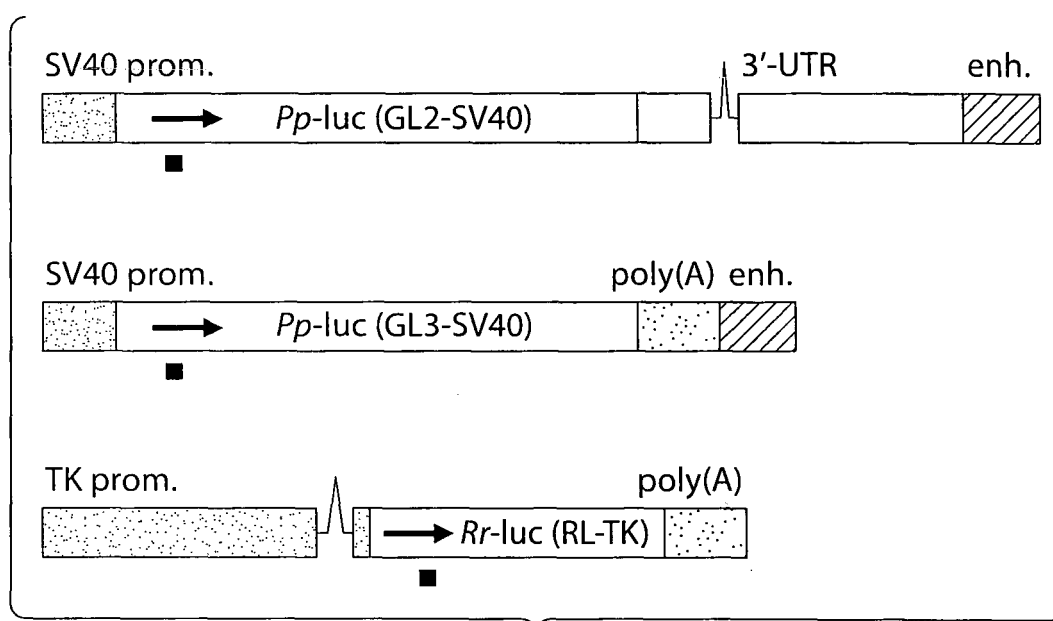 SV40 prom. 3′-UTR enh.
Pp-luc (GL2-SV40)
SV40 prom. poly(A) enh.
Pp-luc (GL3-SV40)
TK prom. poly(A)
Rr-luc (RL-TK)